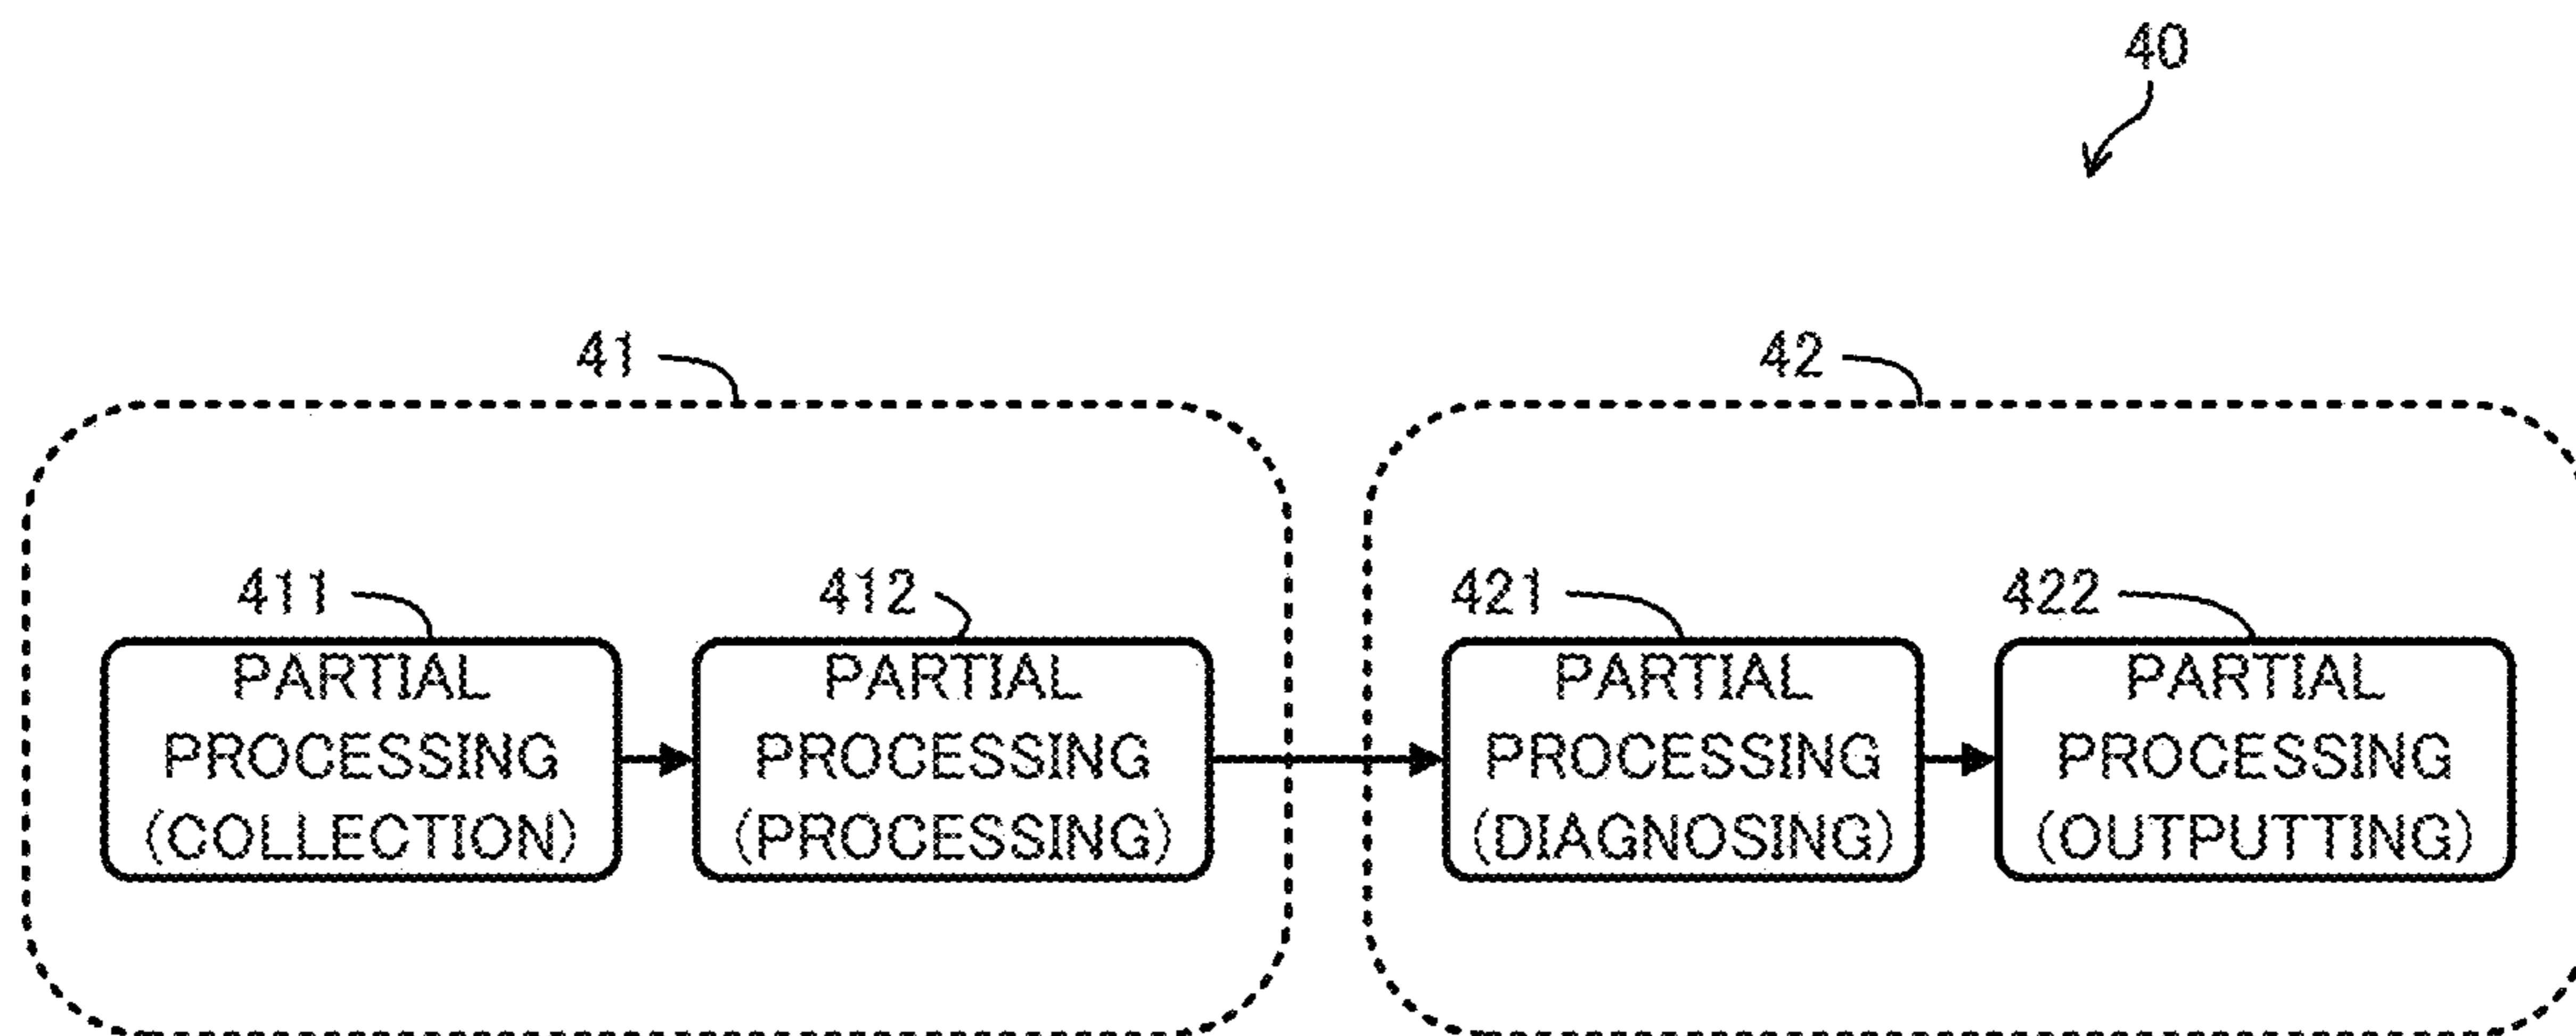 40
41
42
411
412
421
422
PARTIAL
PROCESSING
(COLLECTION)
PARTIAL
PROCESSING
(PROCESSING)
PARTIAL
PROCESSING
(DIAGNOSING)
PARTIAL
PROCESSING
(OUTPUTTING)